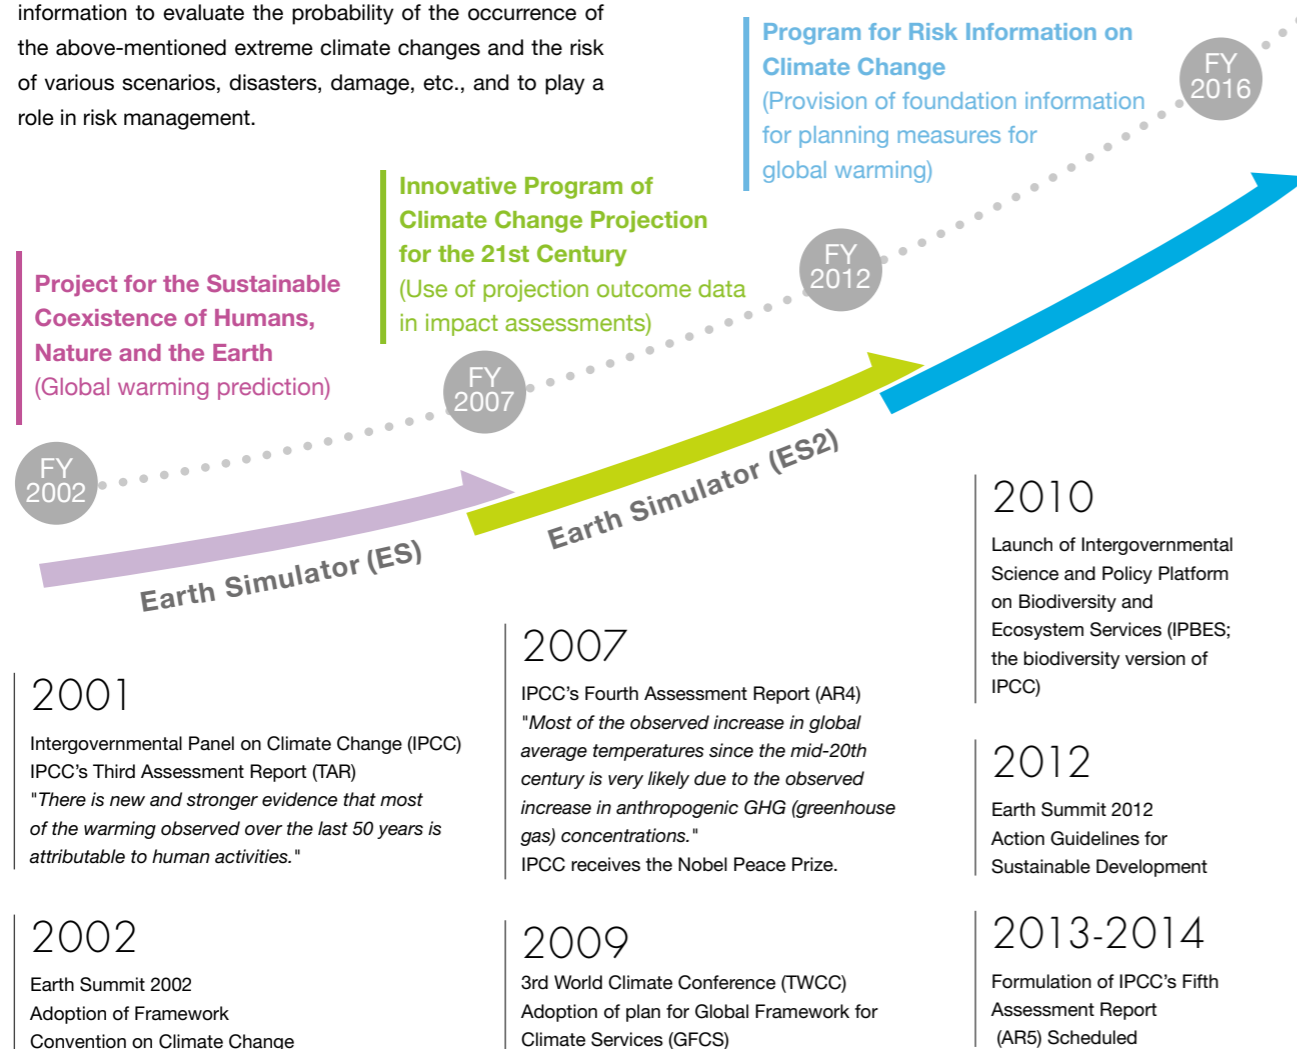 information to evaluate the probability of the occurrence of
the above-mentioned extreme climate changes and the risk
of various scenarios, disasters, damage, etc., and to play a
role in risk management.
Program for Risk Information on
Climate Change
(Provision of foundation information
for planning measures for
global warming)
FY
2016
Innovative Program of
Climate Change Projection
for the 21st Century
(Use of projection outcome data
in impact assessments)
FY
2012
Project for the Sustainable
Coexistence of Humans,
Nature and the Earth
(Global warming prediction)
FY
2007
FY
2002
Earth Simulator (ES)
Earth Simulator (ES2)
2001
Intergovernmental Panel on Climate Change (IPCC)
IPCC's Third Assessment Report (TAR)
"There is new and stronger evidence that most
of the warming observed over the last 50 years is
attributable to human activities."
2002
Earth Summit 2002
Adoption of Framework
Convention on Climate Change
2007
IPCC's Fourth Assessment Report (AR4)
"Most of the observed increase in global
average temperatures since the mid-20th
century is very likely due to the observed
increase in anthropogenic GHG (greenhouse
gas) concentrations."
IPCC receives the Nobel Peace Prize.
2009
3rd World Climate Conference (TWCC)
Adoption of plan for Global Framework for
Climate Services (GFCS)
2010
Launch of Intergovernmental
Science and Policy Platform
on Biodiversity and
Ecosystem Services (IPBES;
the biodiversity version of
IPCC)
2012
Earth Summit 2012
Action Guidelines for
Sustainable Development
2013-2014
Formulation of IPCC's Fifth
Assessment Report
(AR5) Scheduled